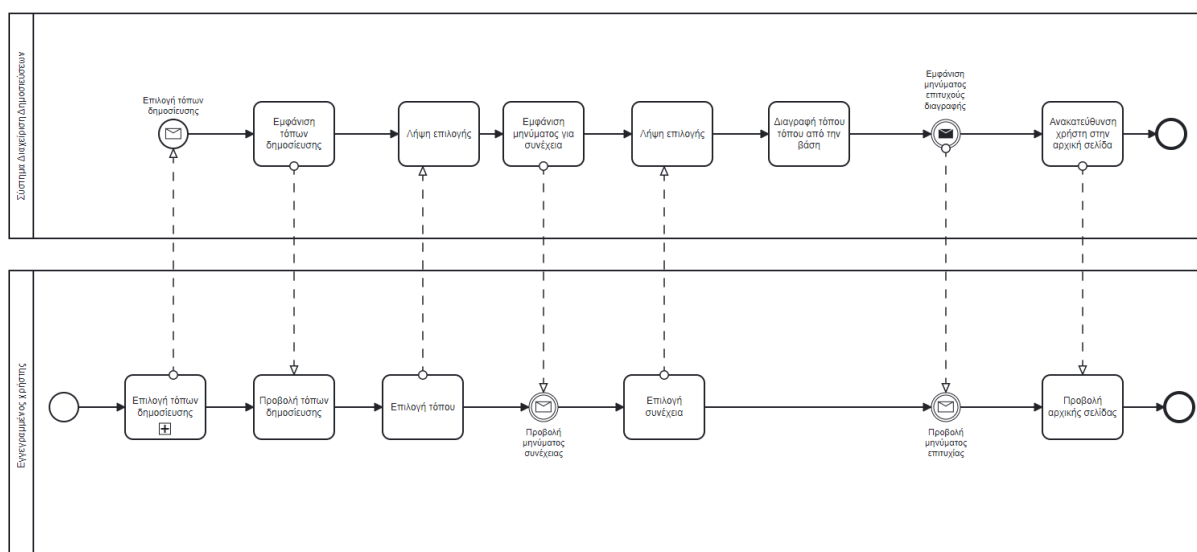 Σύστημα Διαχείριση Δημοσιεύσεων
Επιλογή τόπων
δημοσίευσης
Εμφάνιση
τόπων
δημοσίευσης
Λήψη επιλογής
Εμφάνιση
μηνύματος για
συνέχεια
Λήψη επιλογής
Διαγραφή τόπου
τόπου από την
βάση
Εμφάνιση
μηνύματος
επιτυχούς
διαγραφής
Ανακατεύθυνση
χρήστη στην
αρχική σελίδα
Εγγεγραμμένος χρήστης
Επιλογή τόπων
δημοσίευσης
Προβολή τόπων
δημοσίευσης
Επιλογή τόπου
Προβολή
μηνύματος
συνέχειας
Επιλογή
συνέχεια
Προβολή
μηνύματος
επιτυχίας
Προβολή
αρχικής σελίδας